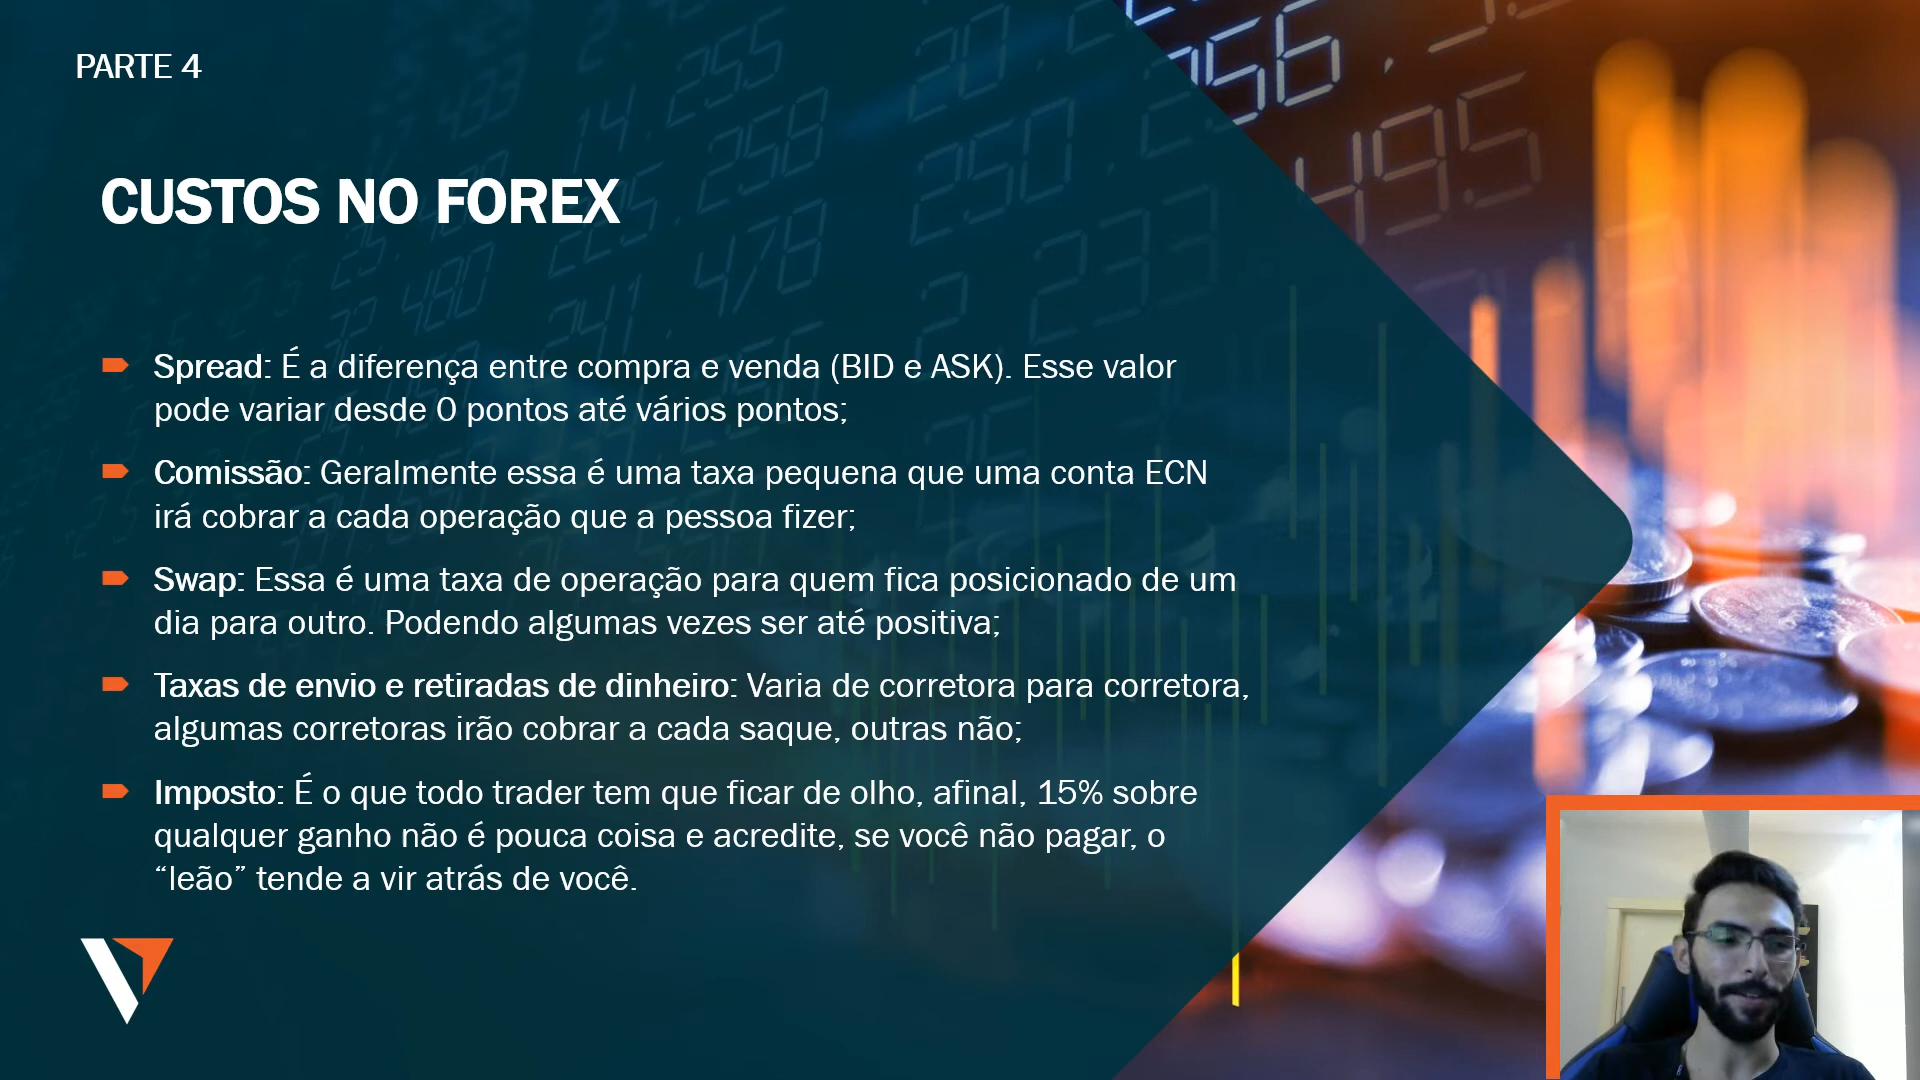 PARTE 4
CUSTOS NO FOREX
Spread: É a diferença entre compra e venda (BID e ASK). Esse valor
pode variar desde 0 pontos até vários pontos;
Comissão: Geralmente essa é uma taxa pequena que uma conta ECN
irá cobrar a cada operação que a pessoa fizer;
Swap: Essa é uma taxa de operação para quem fica posicionado de um
dia para outro. Podendo algumas vezes ser até positiva;
Taxas de envio e retiradas de dinheiro: Varia de corretora para corretora,
algumas corretoras irão cobrar a cada saque, outras não;
Imposto: É o que todo trader tem que ficar de olho, afinal, 15% sobre
qualquer ganho não é pouca coisa e acredite, se você não pagar, o
“leão” tende a vir atrás de você.